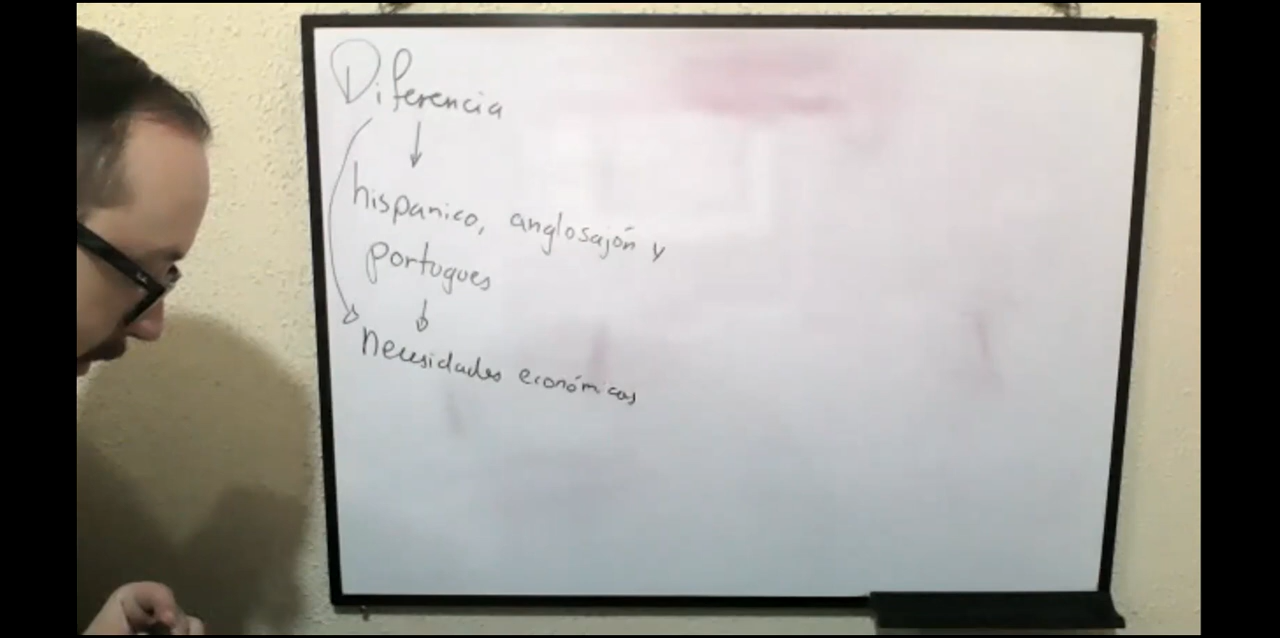 Diferencia
hispanico, anglosajón y
portugues
Necesidades económicas